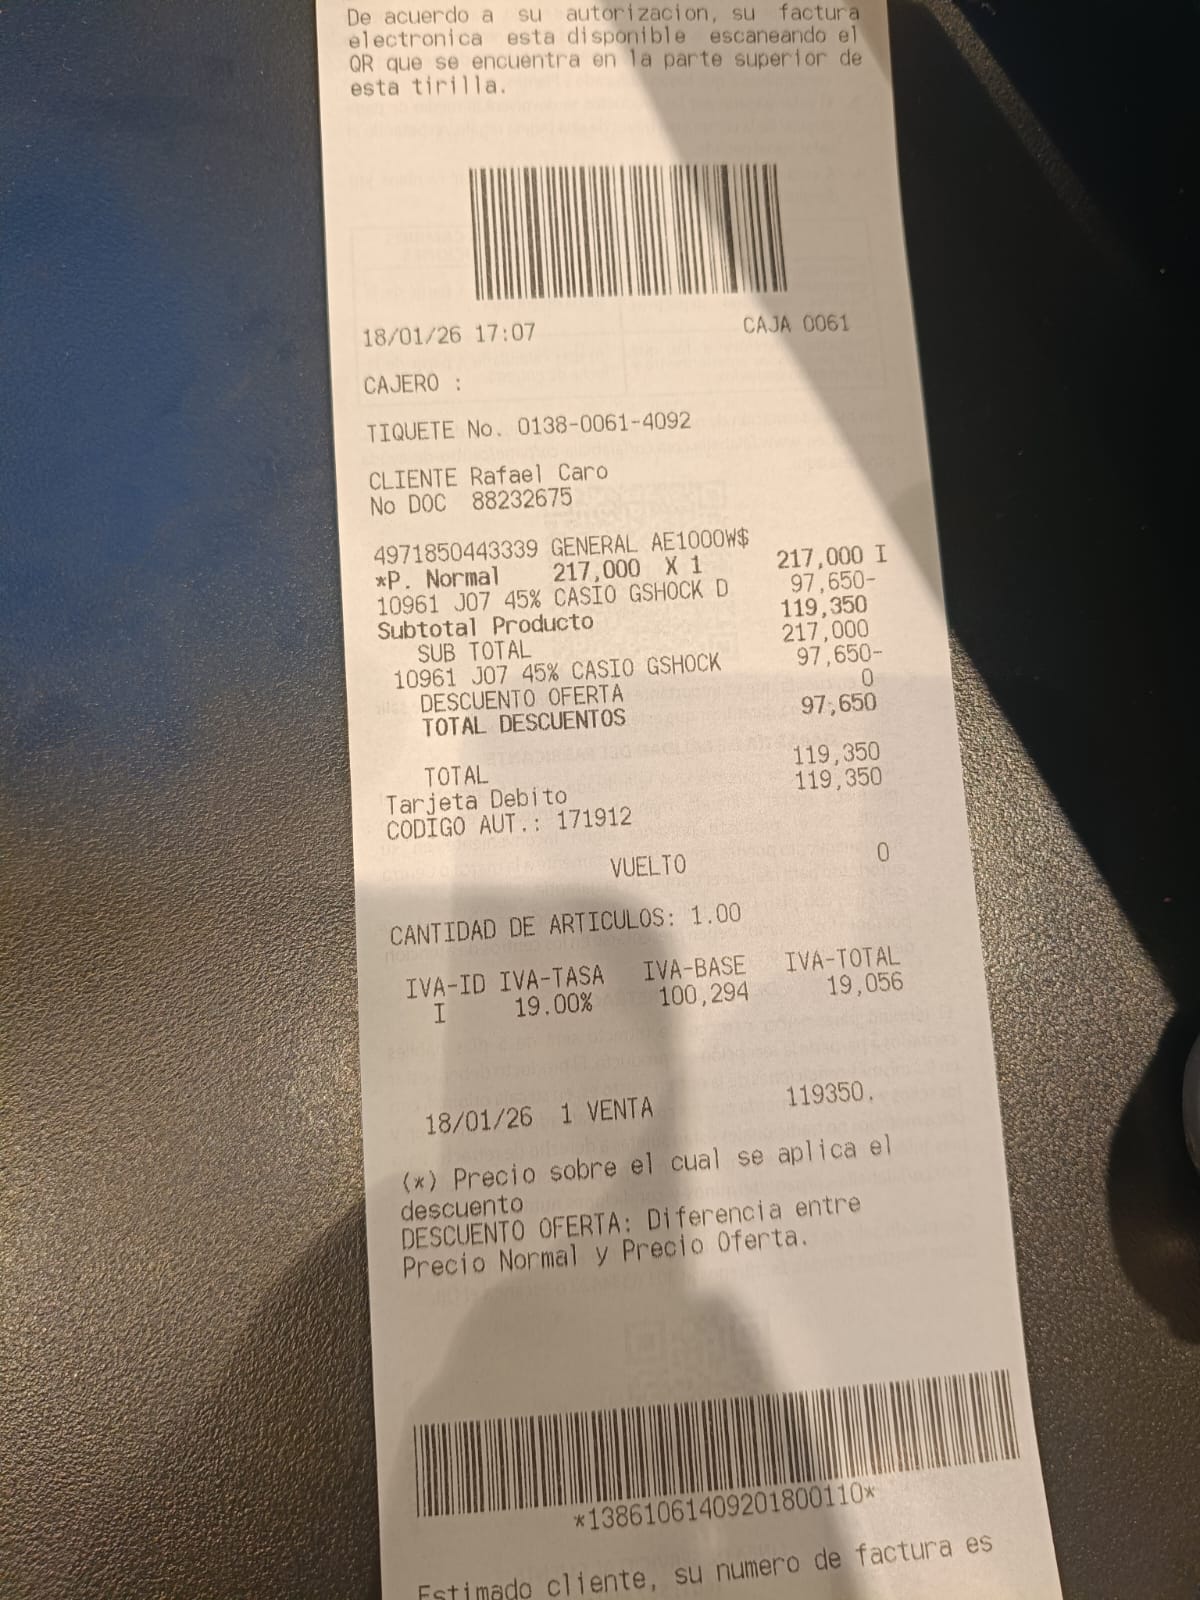 De acuerdo a su autorizacion, su factura
electronica esta disponible escaneando el
QR que se encuentra en la parte superior de
esta tirilla.
18/01/26 17:07 CAJA 0061
CAJERO :
TIQUETE No. 0138-0061-4092
CLIENTE Rafael Caro
No DOC 88232675
4971850443339 GENERAL AE1000W$
*P. Normal 217,000 X 1 217,000 I
10961 J07 45% CASIO GSHOCK D 97,650-
Subtotal Producto 119,350
SUB TOTAL 217,000
10961 J07 45% CASIO GSHOCK 97,650-
DESCUENTO OFERTA 0
TOTAL DESCUENTOS 97,650
TOTAL 119,350
Tarjeta Debito 119,350
CODIGO AUT.: 171912
VUELTO 0
CANTIDAD DE ARTICULOS: 1.00
IVA-ID IVA-TASA IVA-BASE IVA-TOTAL
I 19.00% 100,294 19,056
18/01/26 1 VENTA 119350.
(*) Precio sobre el cual se aplica el
descuento
DESCUENTO OFERTA: Diferencia entre
Precio Normal y Precio Oferta.
*138610614092018​00110*
Estimado cliente, su numero de factura es